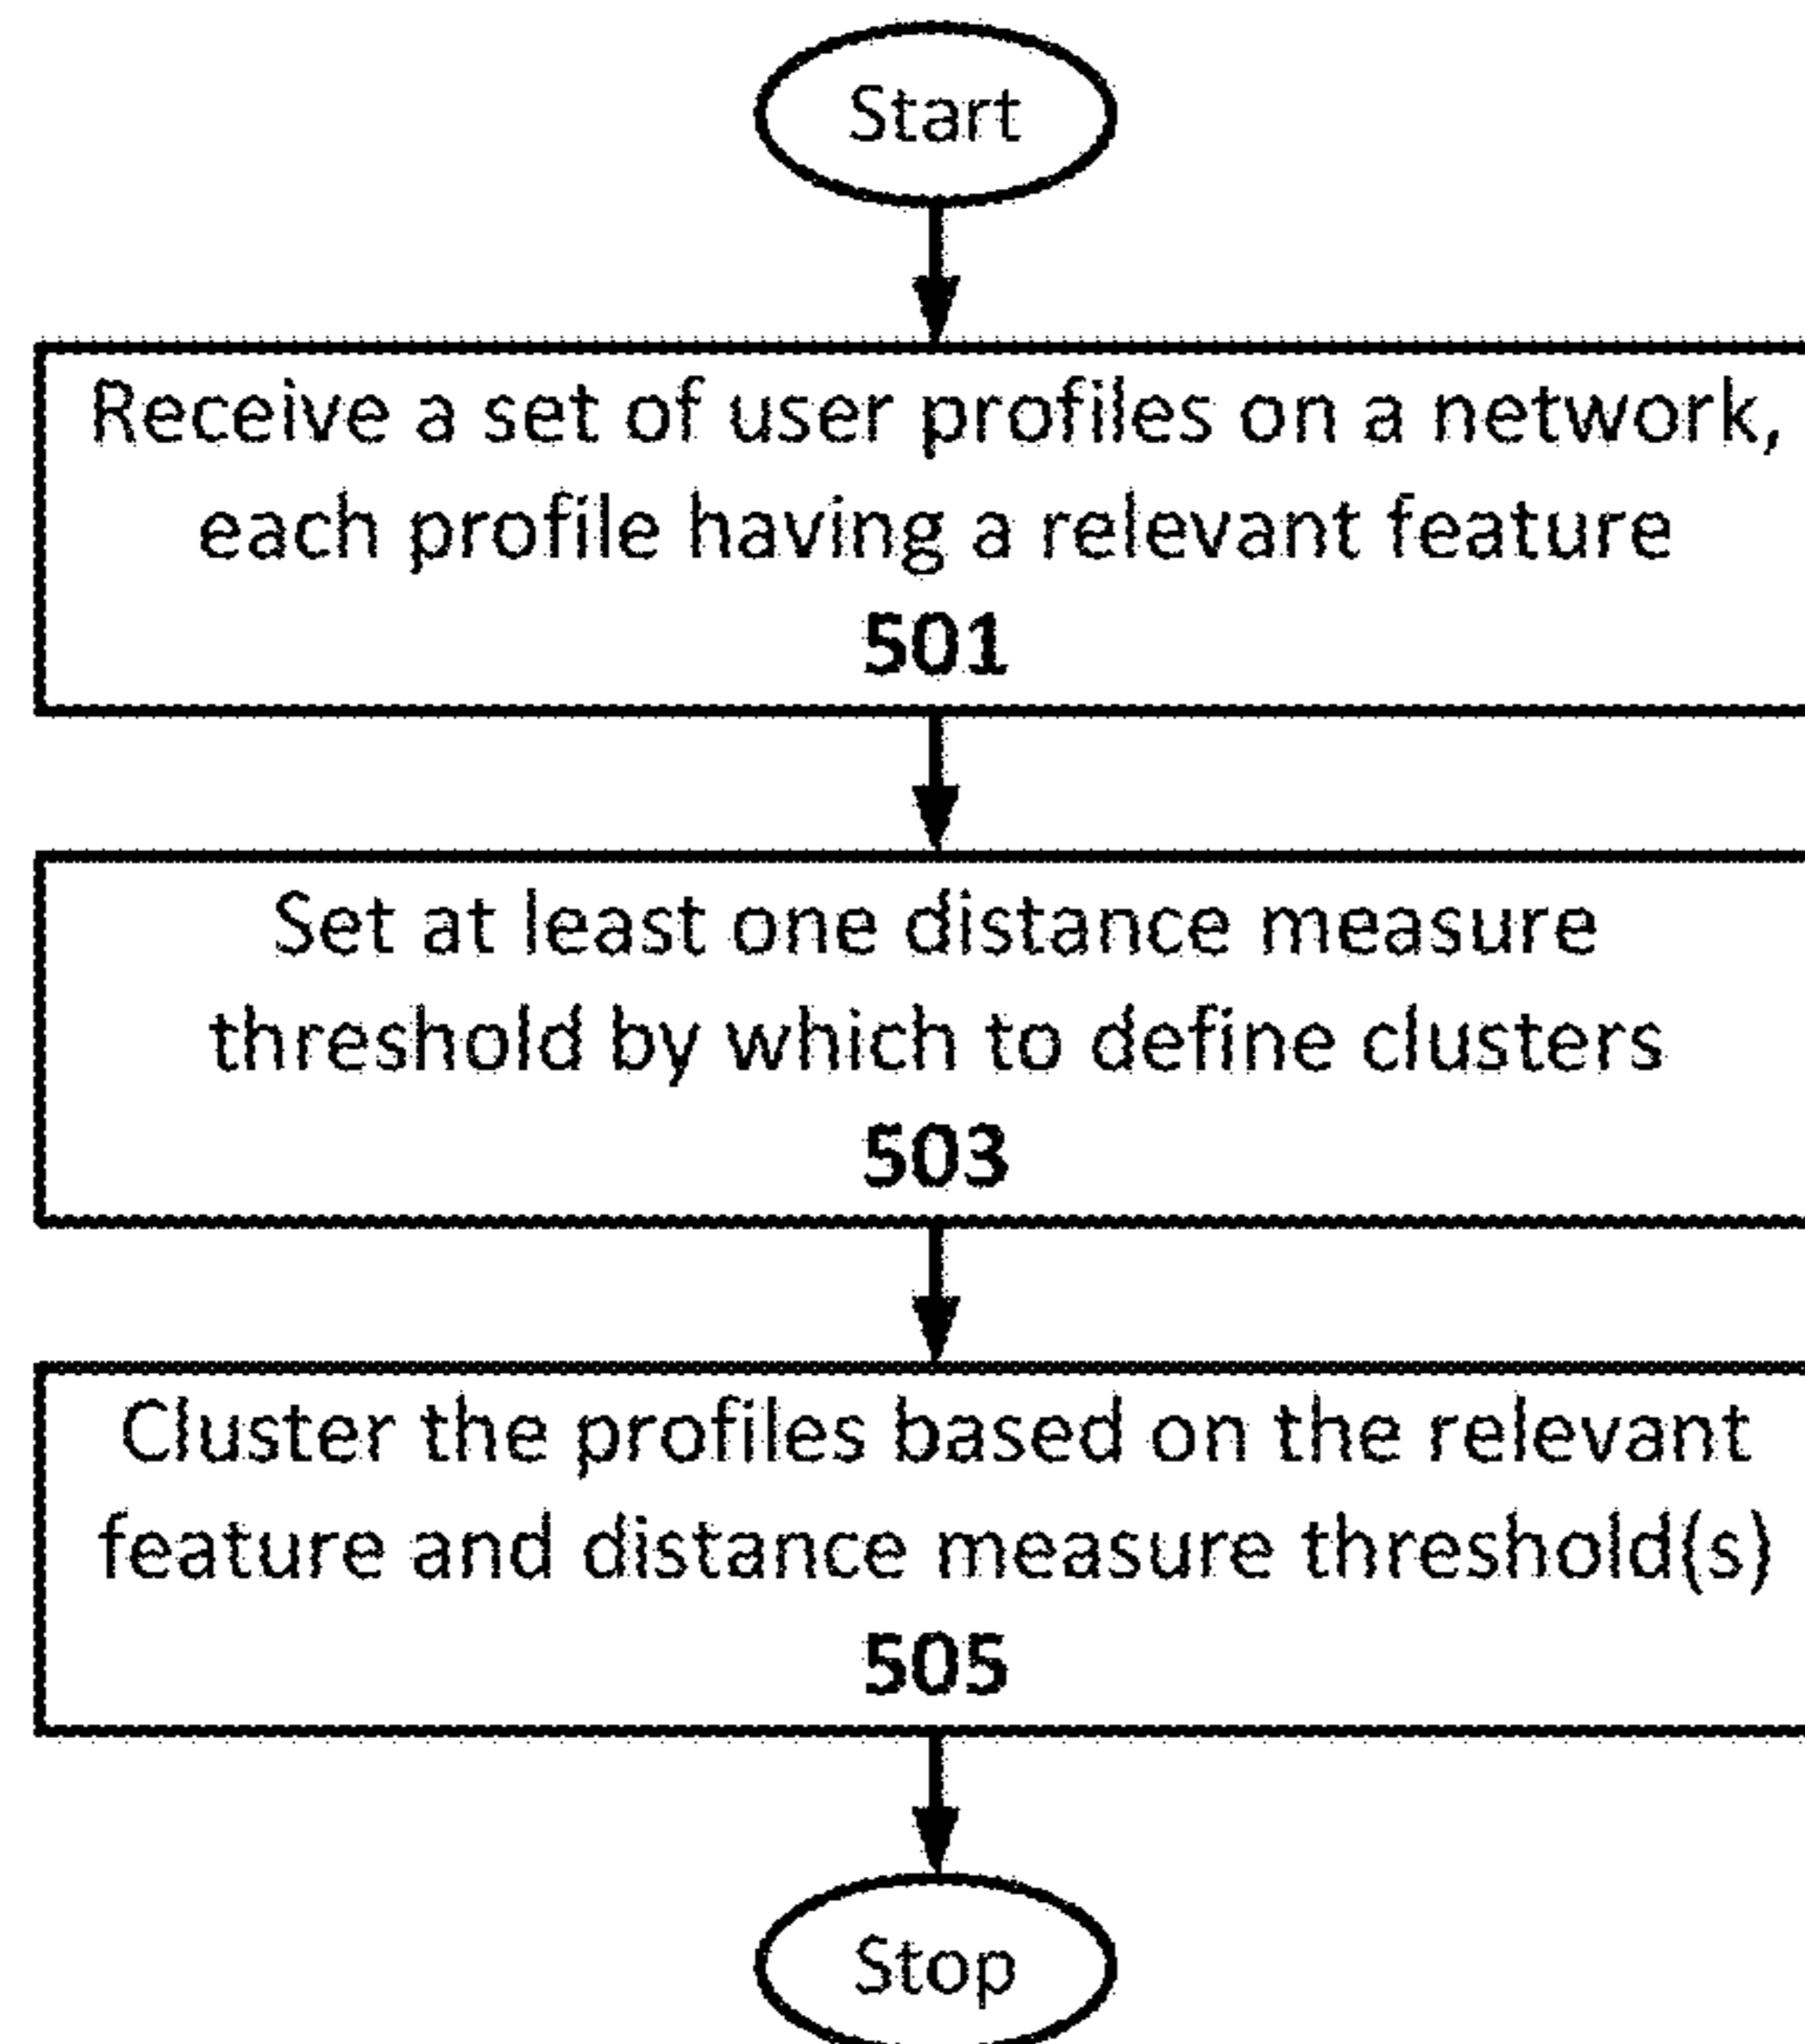 Start
Receive a set of user profiles on a network,
each profile having a relevant feature
501
Set at least one distance measure
threshold by which to define clusters
503
Cluster the profiles based on the relevant
feature and distance measure threshold(s)
505
Stop